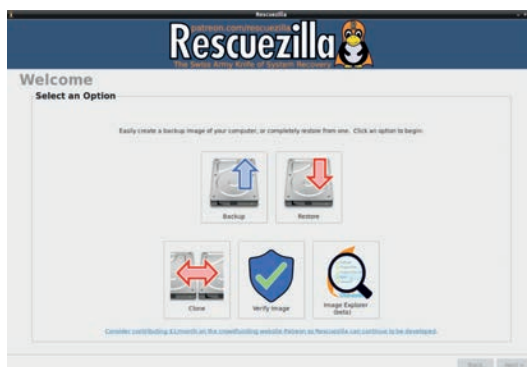 Rescuezilla
patreon.com/rescuezilla
Rescuezilla
The Swiss Army Knife of System Recovery
Welcome
Select an Option
Easily create a backup image of your computer, or completely restore from one. Click an option to begin.
Backup
Restore
Clone
Verify Image
Image Explorer
(beta)
Consider contributing $1/month on the crowdfunding website Patreon so Rescuezilla can continue to be developed.
Back
Next